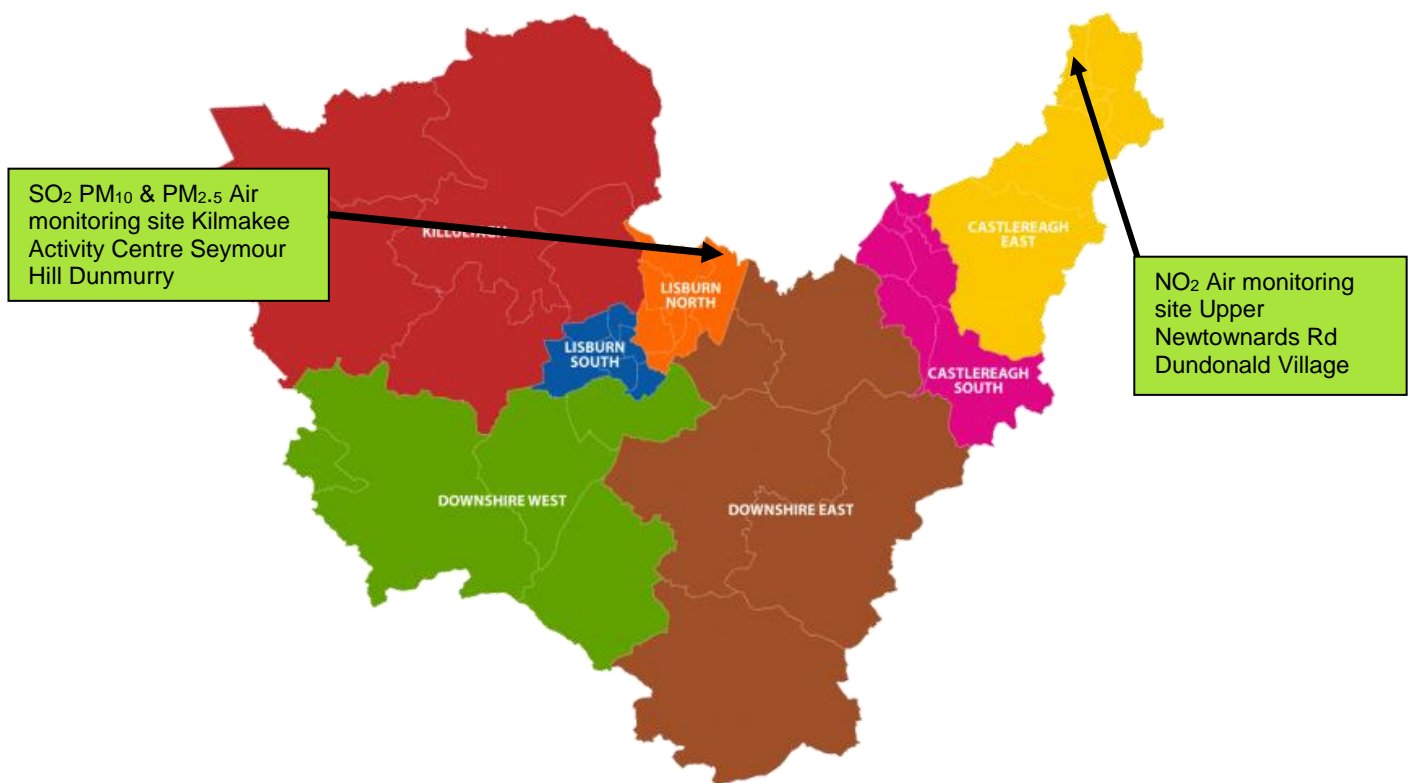 SO₂ PM₁₀ & PM₂.₅ Air
monitoring site Kilmakee
Activity Centre Seymour
Hill Dunmurry
KILLULTAGH
LISBURN
NORTH
LISBURN
SOUTH
CASTLEREAGH
EAST
CASTLEREAGH
SOUTH
DOWNSHIRE WEST
DOWNSHIRE EAST
NO₂ Air monitoring
site Upper
Newtownards Rd
Dundonald Village